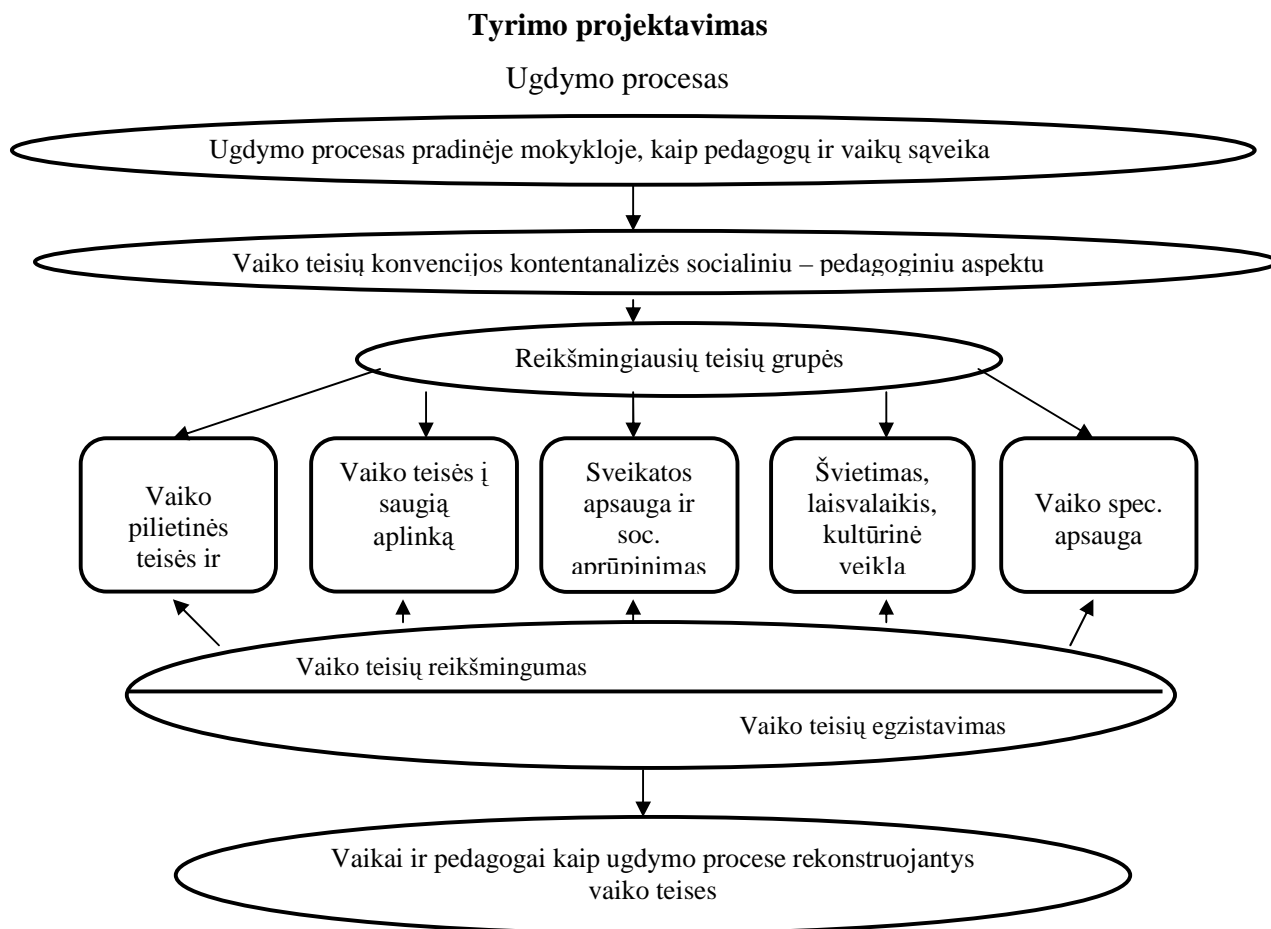 Tyrimo projektavimas
Ugdymo procesas
Ugdymo procesas pradinėje mokykloje, kaip pedagogų ir vaikų sąveika
Vaiko teisių konvencijos kontentanalizės socialiniu – pedagoginiu aspektu
Reikšmingiausių teisių grupės
Vaiko
pilietinės
teisės ir
Vaiko teisės į
saugią
aplinką
Sveikatos
apsauga ir
soc.
aprūpinimas
Švietimas,
laisvalaikis,
kultūrinė
veikla
Vaiko spec.
apsauga
Vaiko teisių reikšmingumas
Vaiko teisių egzistavimas
Vaikai ir pedagogai kaip ugdymo procese rekonstruojantys
vaiko teises